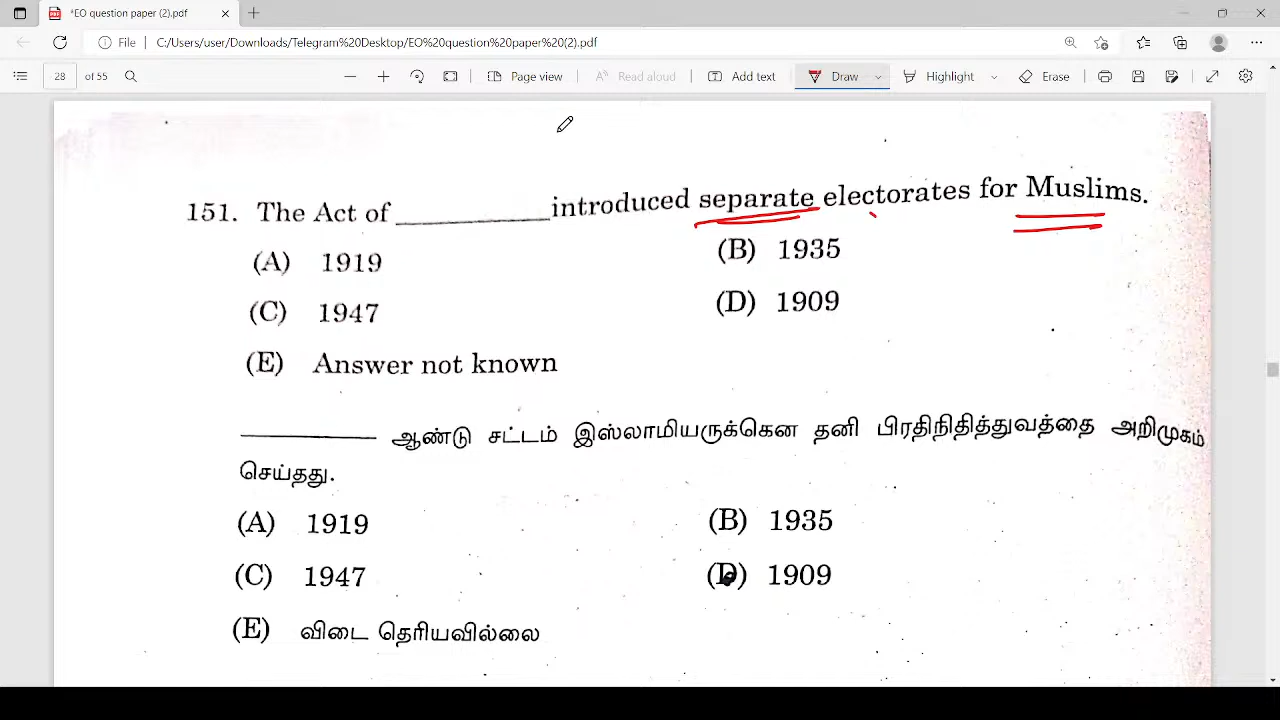 *EO question paper (2).pdf
File C:/Users/user/Downloads/Telegram%20Desktop/EO%20question%20paper%20(2).pdf
28 of 55 Page view Read aloud Add text Draw Highlight Erase
151. The Act of __________ introduced separate electorates for Muslims.
(A) 1919 (B) 1935
(C) 1947 (D) 1909
(E) Answer not known
__________ ஆண்டு சட்டம் இஸ்லாமியருக்கென தனி பிரதிநிதித்துவத்தை அறிமுகம்
செய்தது.
(A) 1919 (B) 1935
(C) 1947 (D) 1909
(E) விடை தெரியவில்லை